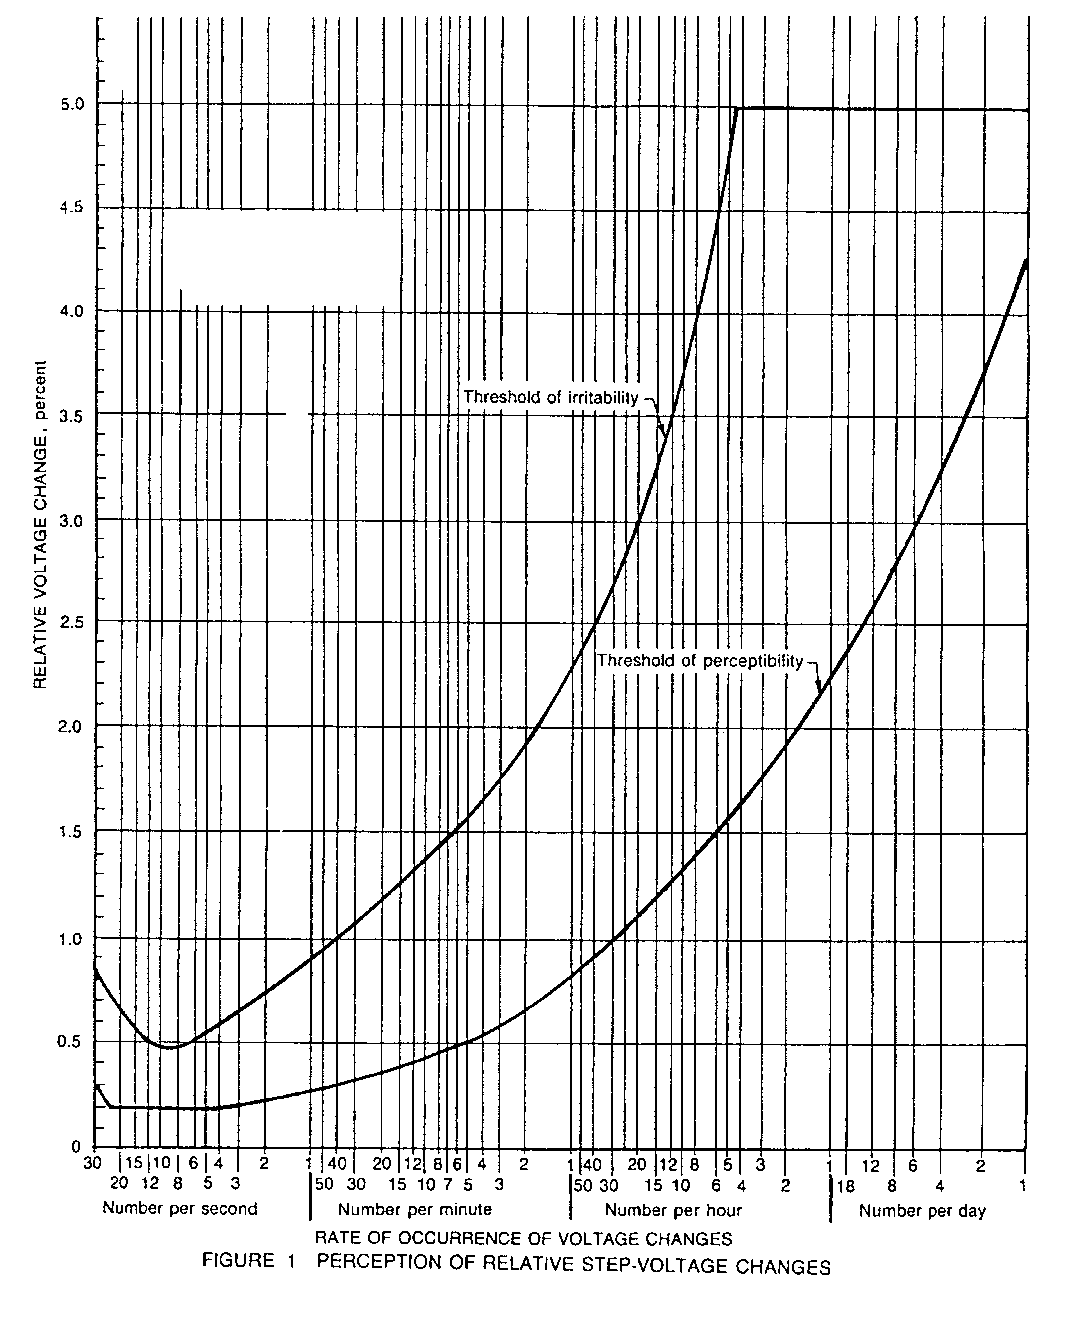 5.0
4.5
4.0
3.5
3.0
2.5
2.0
1.5
1.0
0.5
0
RELATIVE VOLTAGE CHANGE, percent
Threshold of irritability
Threshold of perceptibility
30 15 10 6 4 2 1 40 20 12 8 6 4 2 1 40 20 12 8 5 3 1 12 6 2
20 12 8 5 3 50 30 15 10 7 5 3 50 30 15 10 6 4 2 18 8 4 1
Number per second Number per minute Number per hour Number per day
RATE OF OCCURRENCE OF VOLTAGE CHANGES
FIGURE 1 PERCEPTION OF RELATIVE STEP-VOLTAGE CHANGES